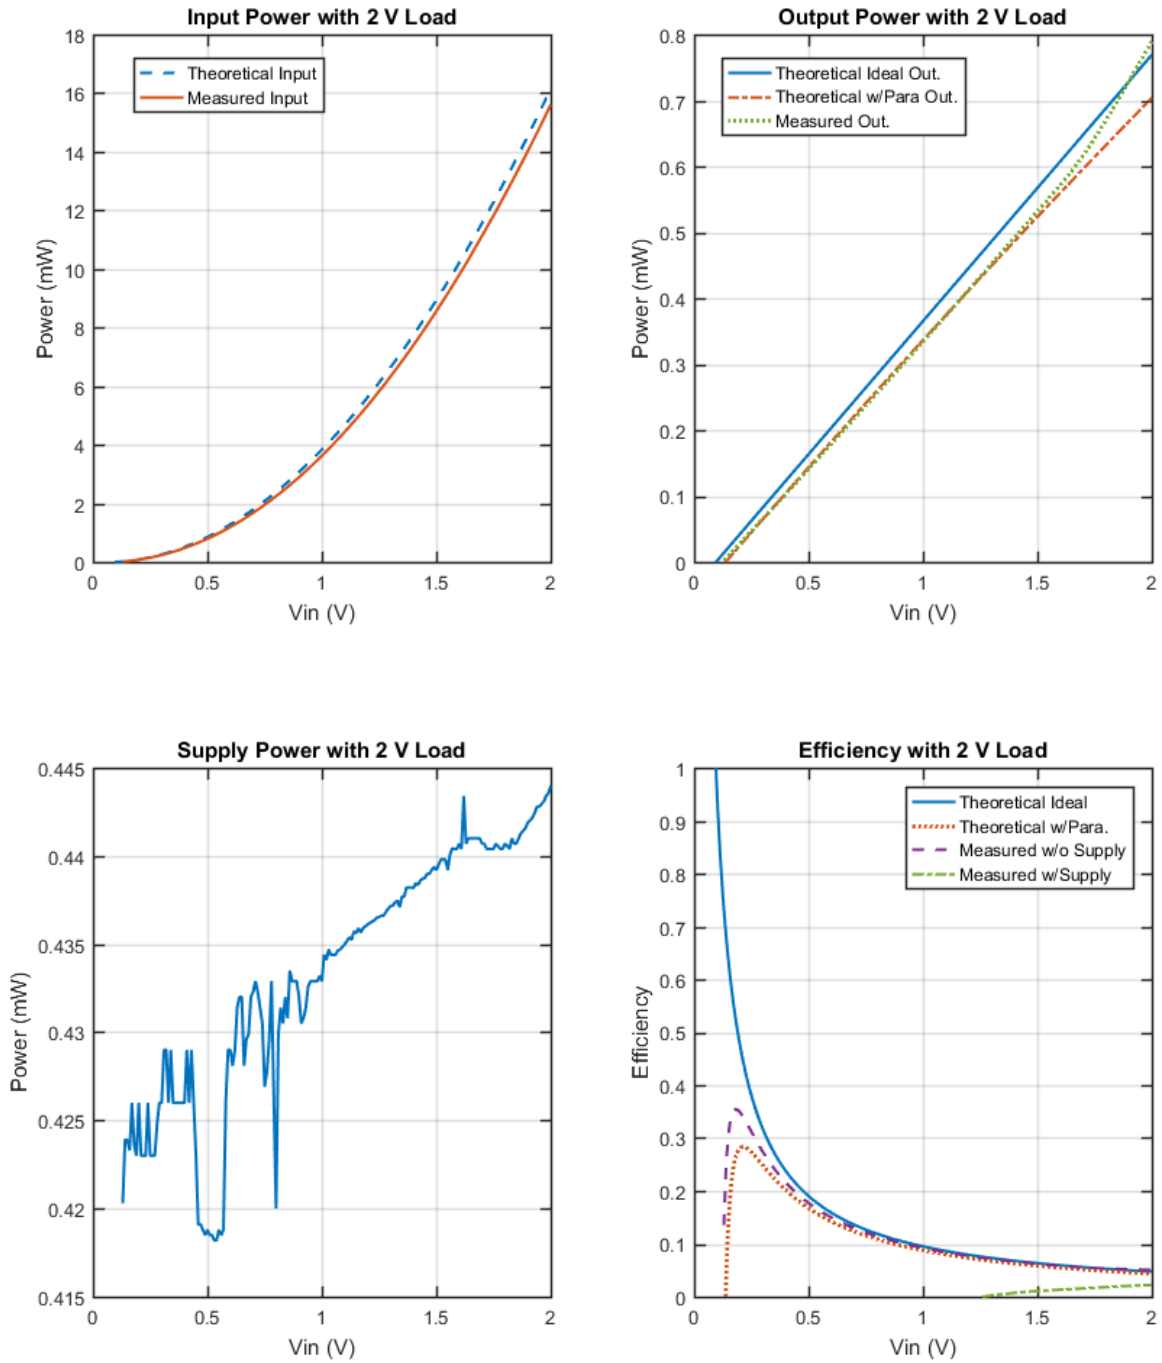 Input Power with 2 V Load
18
16
14
12
10
8
6
4
2
0
Power (mW)
Theoretical Input
Measured Input
0
0.5
1
1.5
2
Vin (V)
Output Power with 2 V Load
0.8
0.7
0.6
0.5
0.4
0.3
0.2
0.1
0
Power (mW)
Theoretical Ideal Out.
Theoretical w/Para Out.
Measured Out.
0
0.5
1
1.5
2
Vin (V)
Supply Power with 2 V Load
0.445
0.44
0.435
0.43
0.425
0.42
0.415
Power (mW)
0
0.5
1
1.5
2
Vin (V)
Efficiency with 2 V Load
1
0.9
0.8
0.7
0.6
0.5
0.4
0.3
0.2
0.1
0
Efficiency
Theoretical Ideal
Theoretical w/Para.
Measured w/o Supply
Measured w/Supply
0
0.5
1
1.5
2
Vin (V)